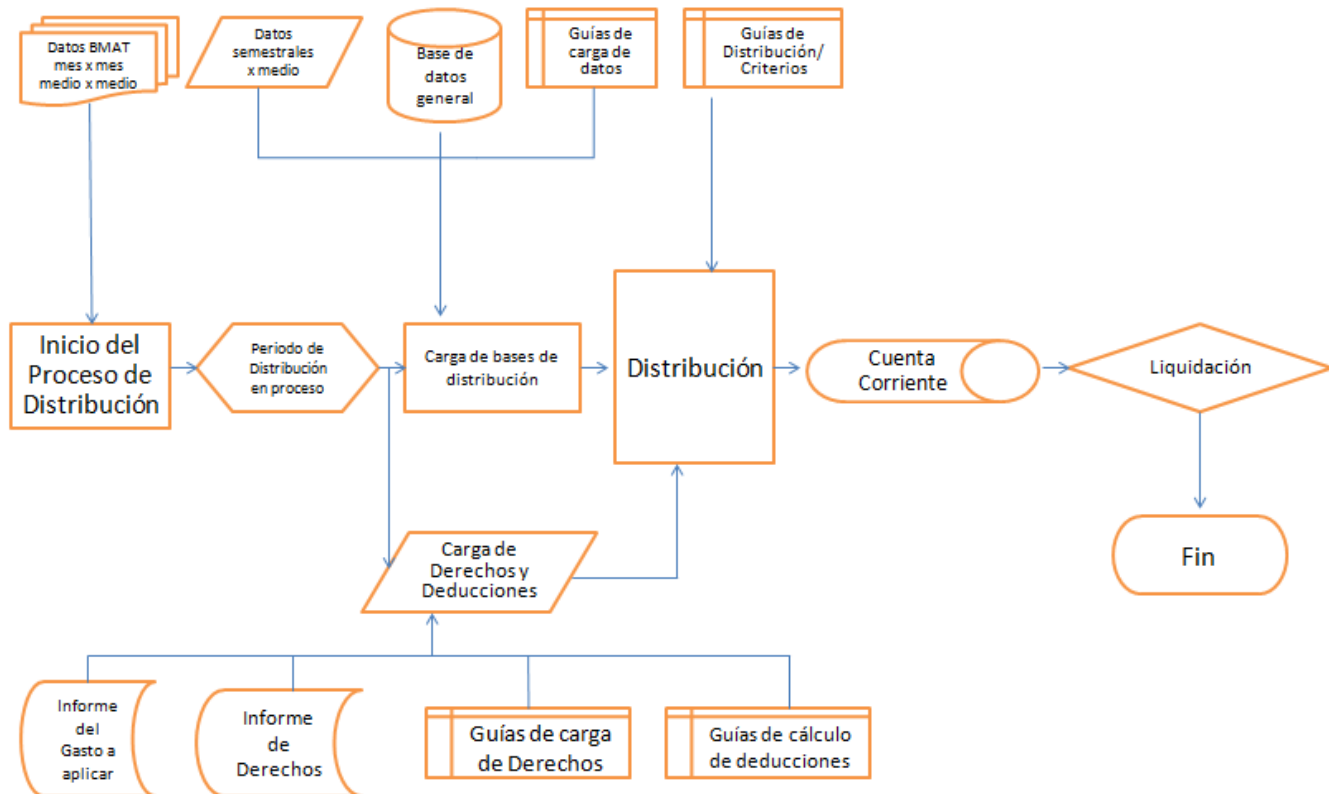 Datos BMAT
mes x mes
medio x medio
Datos
semestrales
x medio
Base de
datos
general
Guías de
carga de
datos
Guías de
Distribución/
Criterios
Inicio del
Proceso de
Distribución
Periodo de
Distribución
en proceso
Carga de bases de
distribución
Distribución
Cuenta
Corriente
Liquidación
Carga de
Derechos y
Deducciones
Fin
Informe
del
Gasto a
aplicar
Informe
de
Derechos
Guías de carga
de Derechos
Guías de cálculo
de deducciones